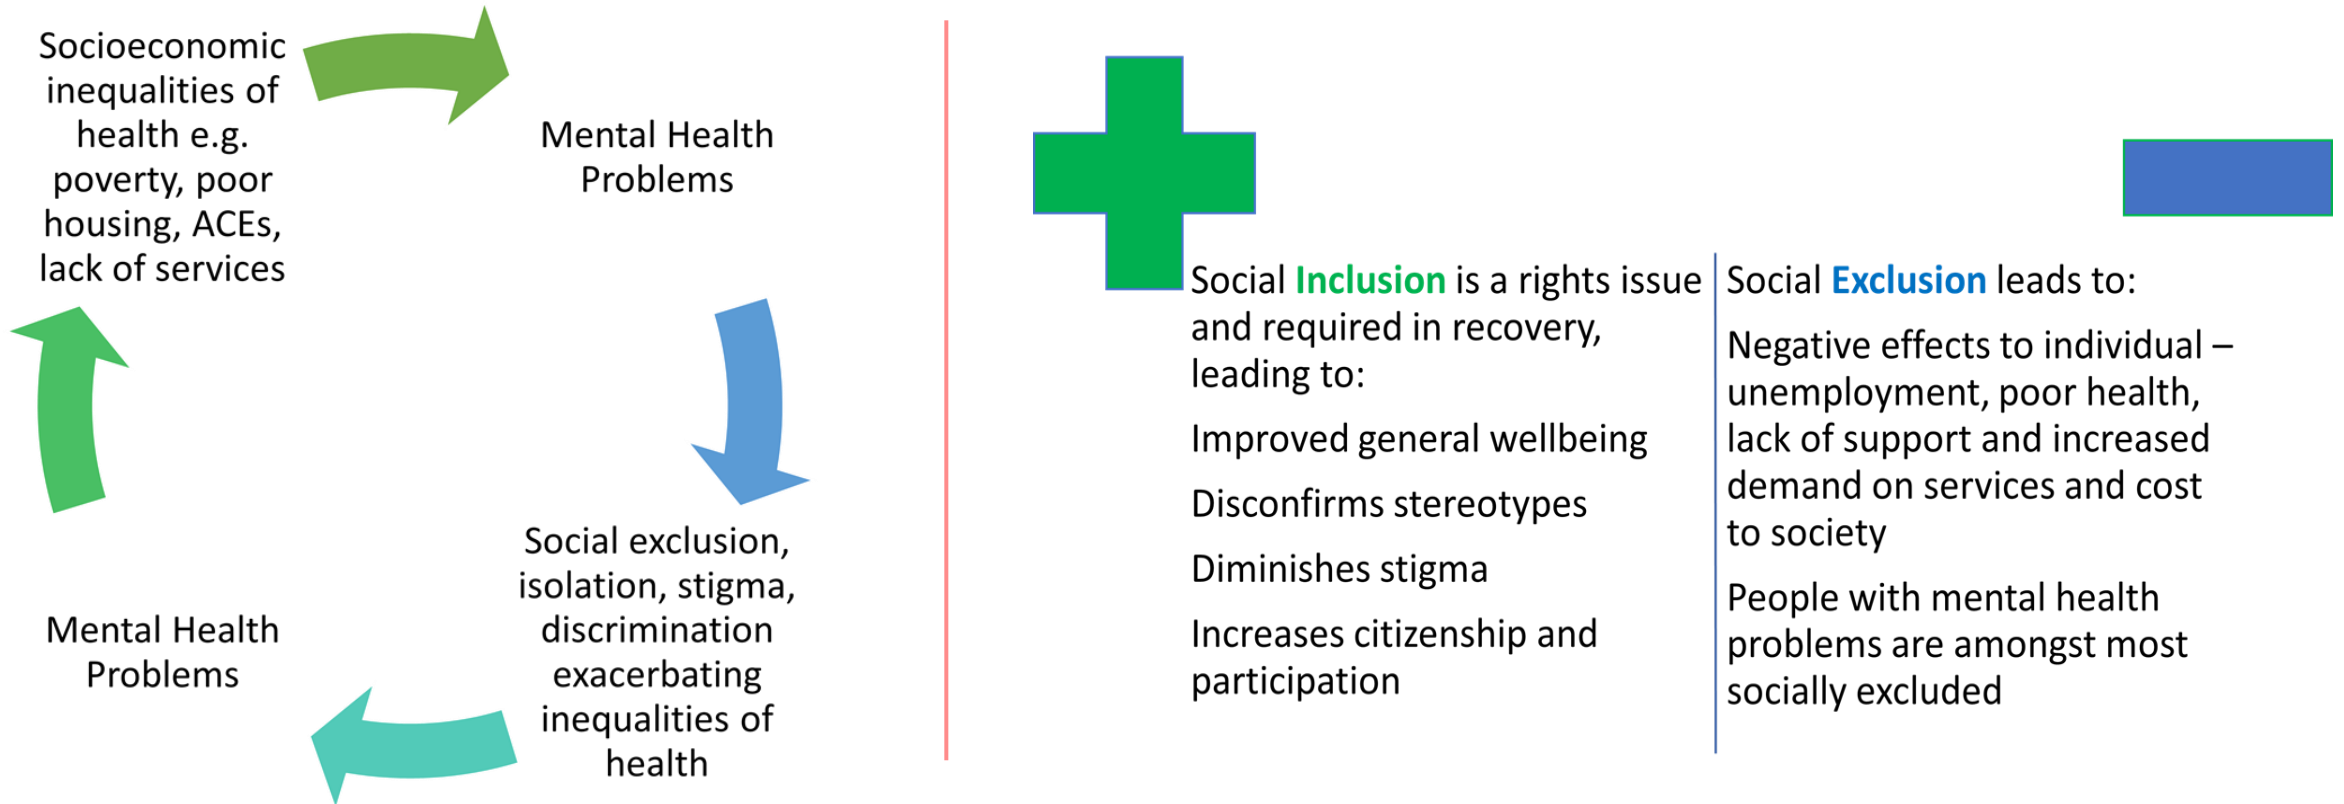 Socioeconomic
inequalities of
health e.g.
poverty, poor
housing, ACEs,
lack of services
Mental Health
Problems
Social exclusion,
isolation, stigma,
discrimination
exacerbating
inequalities of
health
Mental Health
Problems
Social Inclusion is a rights issue
and required in recovery,
leading to:
Improved general wellbeing
Disconfirms stereotypes
Diminishes stigma
Increases citizenship and
participation
Social Exclusion leads to:
Negative effects to individual –
unemployment, poor health,
lack of support and increased
demand on services and cost
to society
People with mental health
problems are amongst most
socially excluded